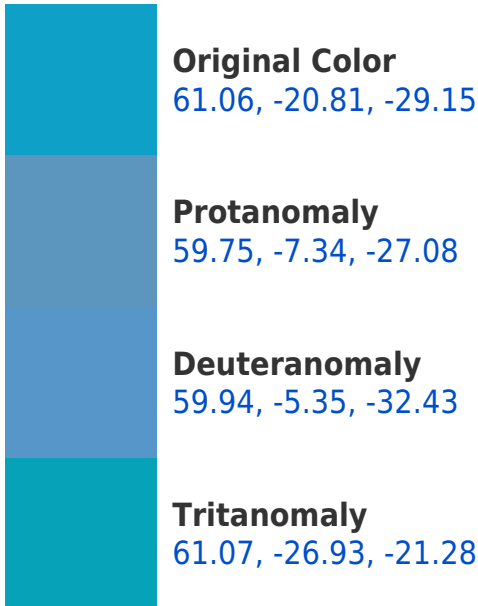 Original Color
61.06, -20.81, -29.15
Protanomaly
59.75, -7.34, -27.08
Deuteranomaly
59.94, -5.35, -32.43
Tritanomaly
61.07, -26.93, -21.28